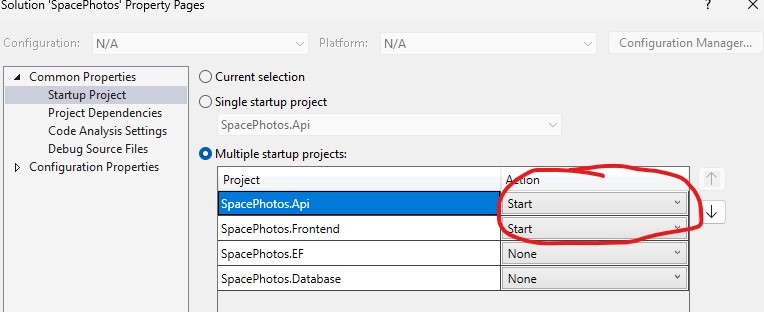 Solution 'SpacePhotos' Property Pages ? ×
Configuration: N/A Platform: N/A Configuration Manager...
Common Properties
Startup Project
Project Dependencies
Code Analysis Settings
Debug Source Files
Configuration Properties
Current selection
Single startup project
SpacePhotos.Api
Multiple startup projects:
Project Action
SpacePhotos.Api Start
SpacePhotos.Frontend Start
SpacePhotos.EF None
SpacePhotos.Database None